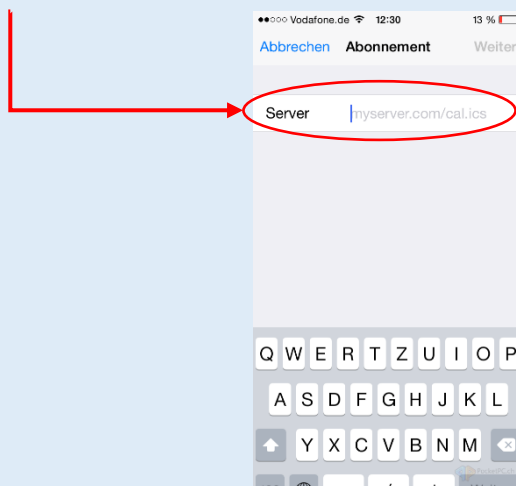 Vodafone.de 12:30 13 %
Abbrechen Abonnement Weiter
Server myserver.com/cal.ics
Q W E R T Z U I O P
A S D F G H J K L
Y X C V B N M